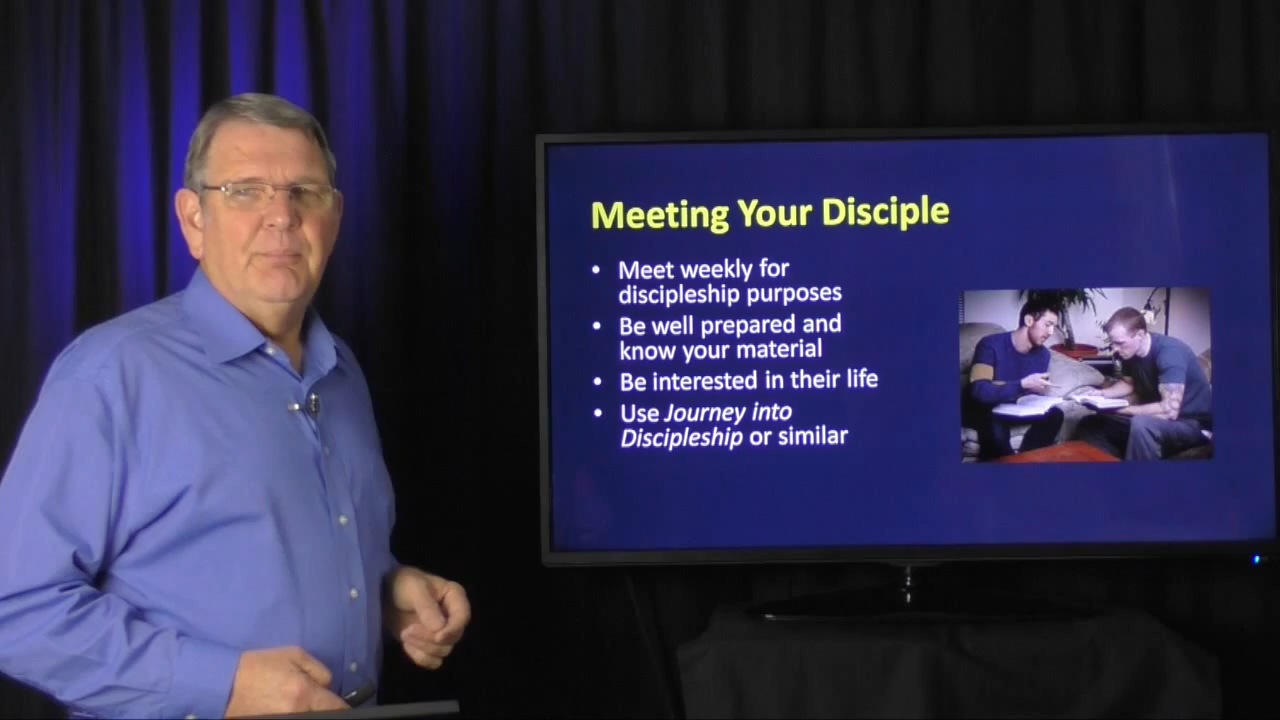 Meeting Your Disciple
• Meet weekly for
discipleship purposes
• Be well prepared and
know your material
• Be interested in their life
• Use Journey into
Discipleship or similar